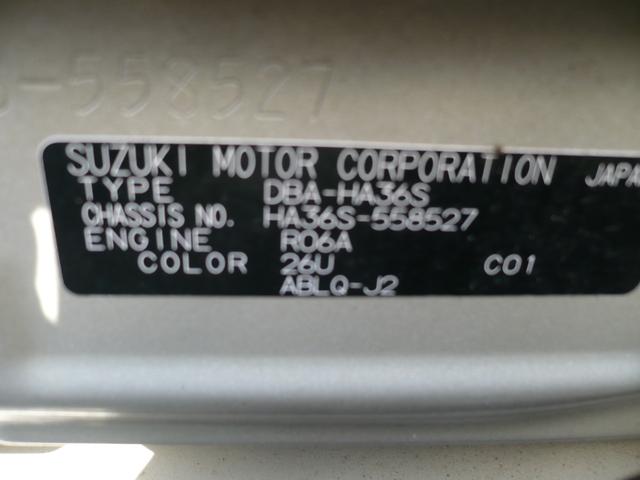 -558527
SUZUKI MOTOR CORPORATION JAPAN
TYPE DBA-HA36S
CHASSIS NO. HA36S-558527
ENGINE R06A
COLOR 26U C01
ABLQ-J2